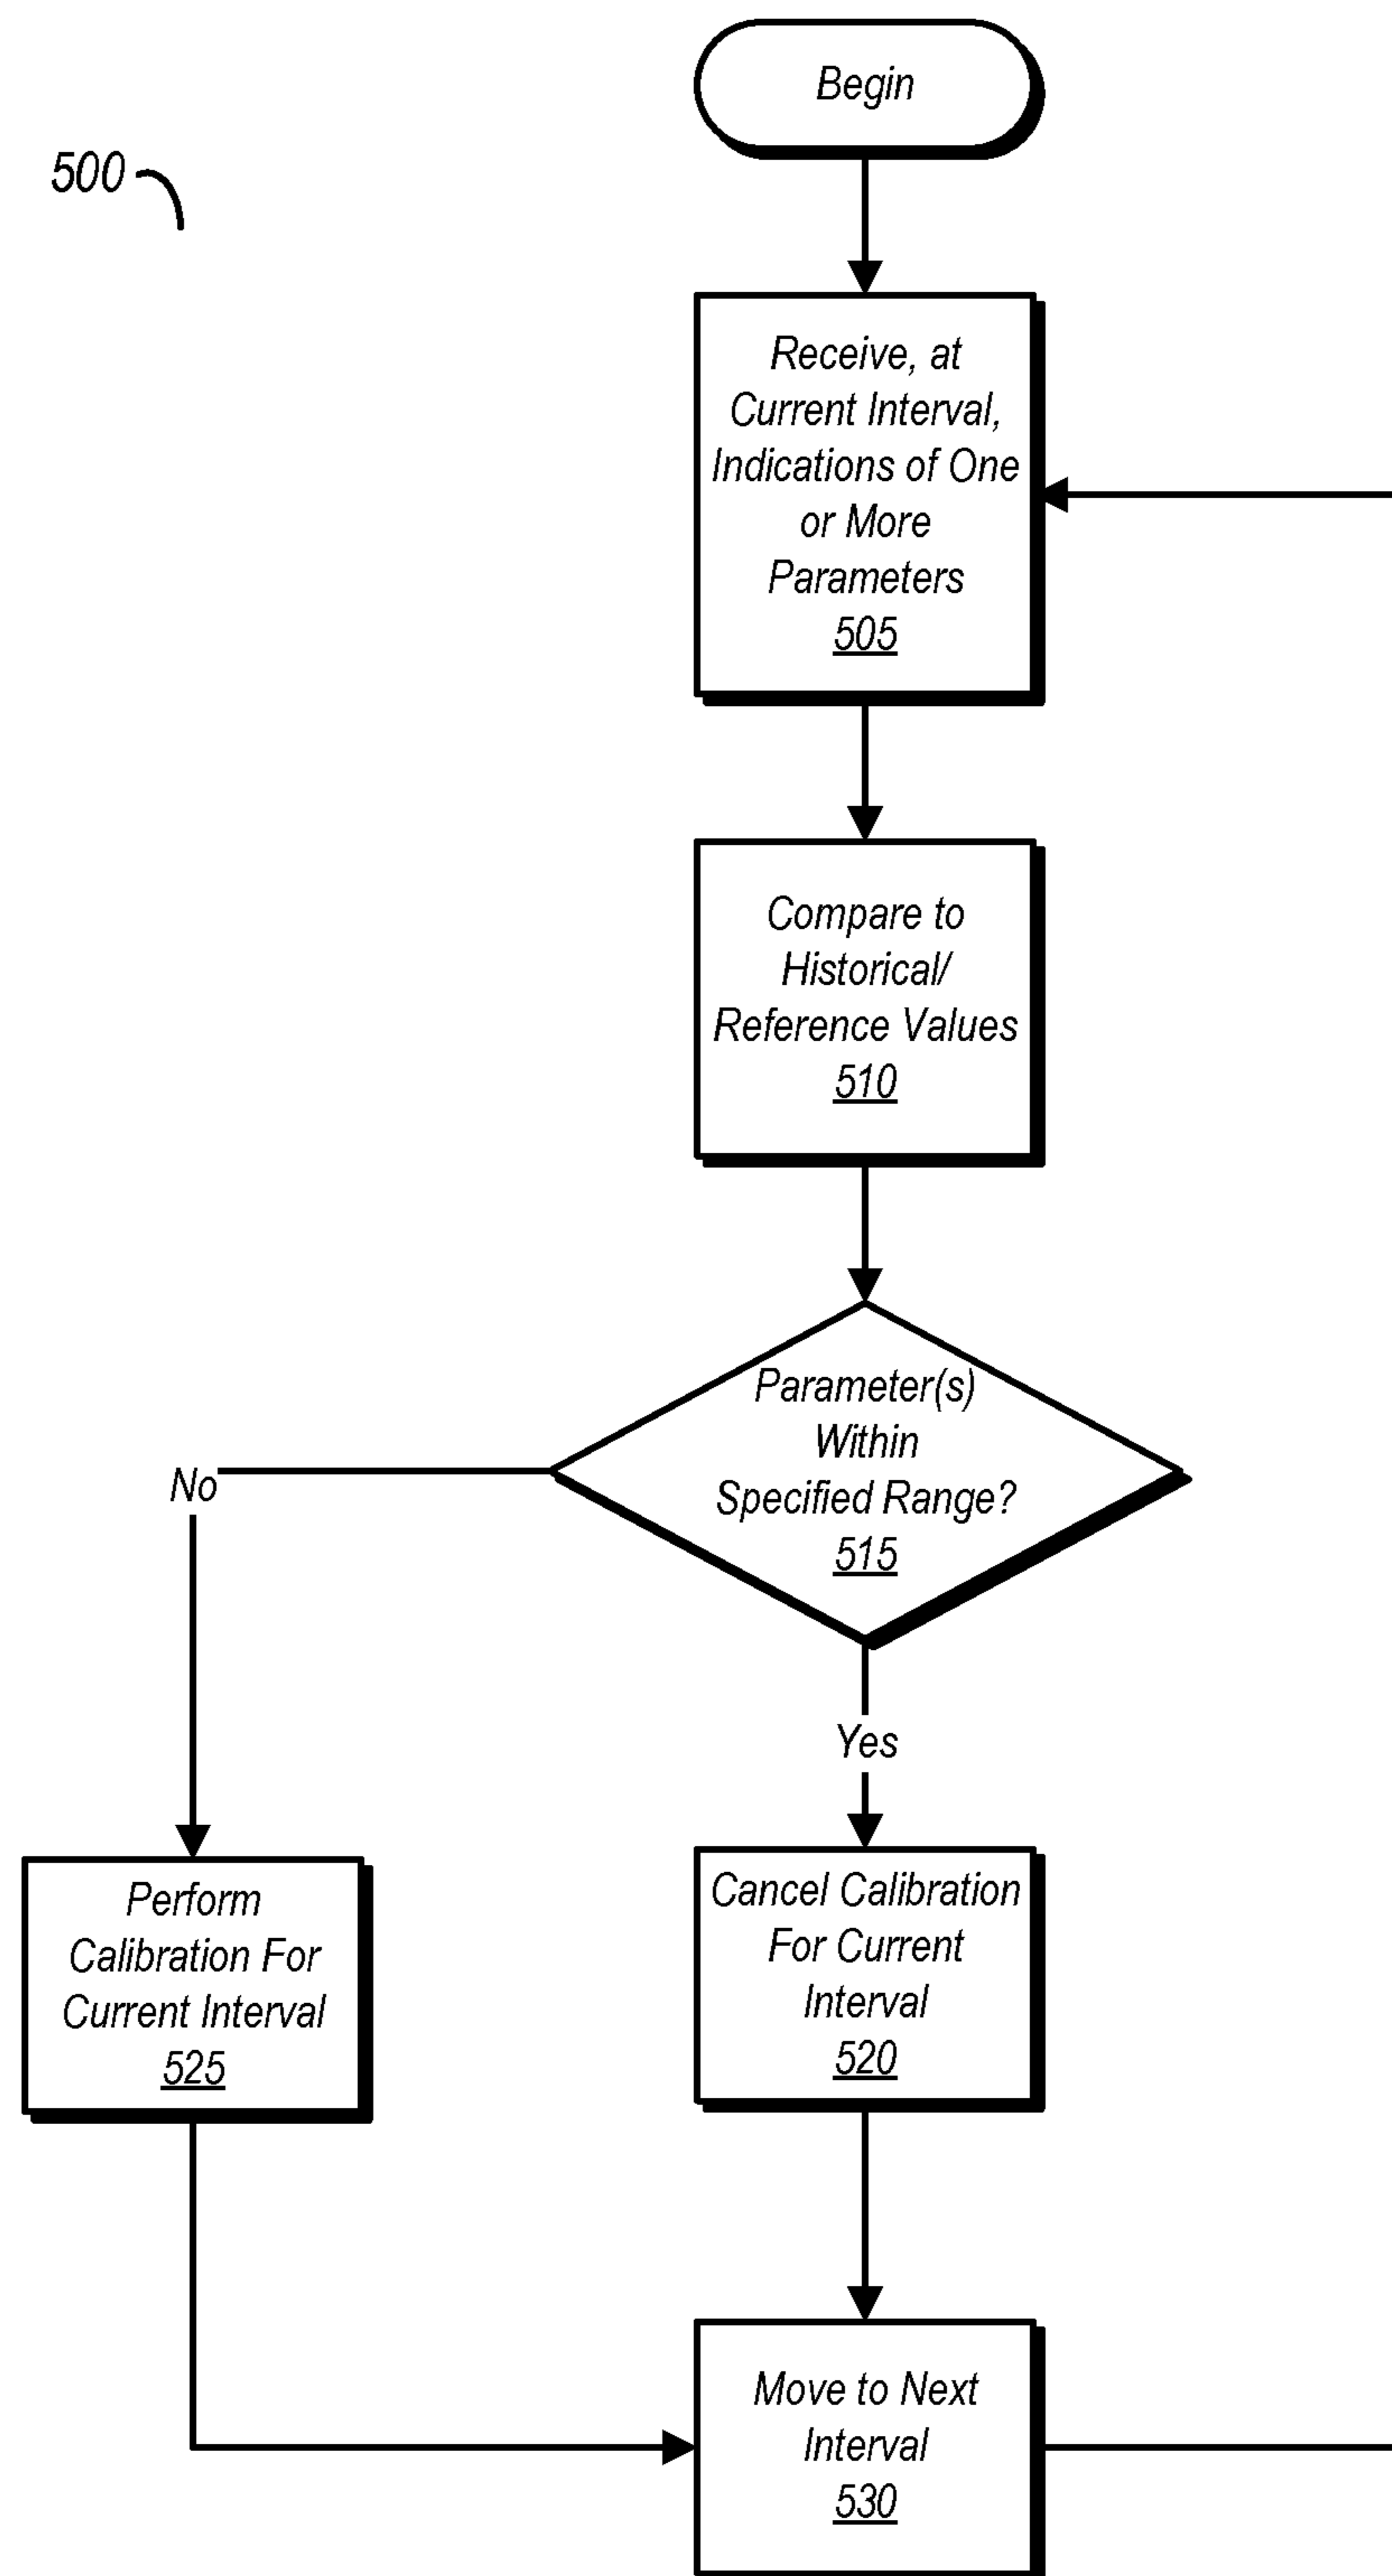 Begin
500
Receive, at
Current Interval,
Indications of One
or More
Parameters
505
Compare to
Historical/
Reference Values
510
Parameter(s)
Within
Specified Range?
515
No
Yes
Perform
Calibration For
Current Interval
525
Cancel Calibration
For Current
Interval
520
Move to Next
Interval
530